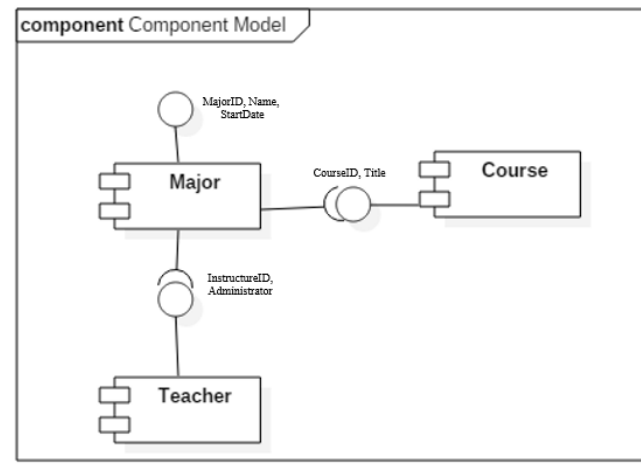 component Component Model
MajorID, Name,
StartDate
Major
CourseID, Title
Course
InstructureID,
Administrator
Teacher